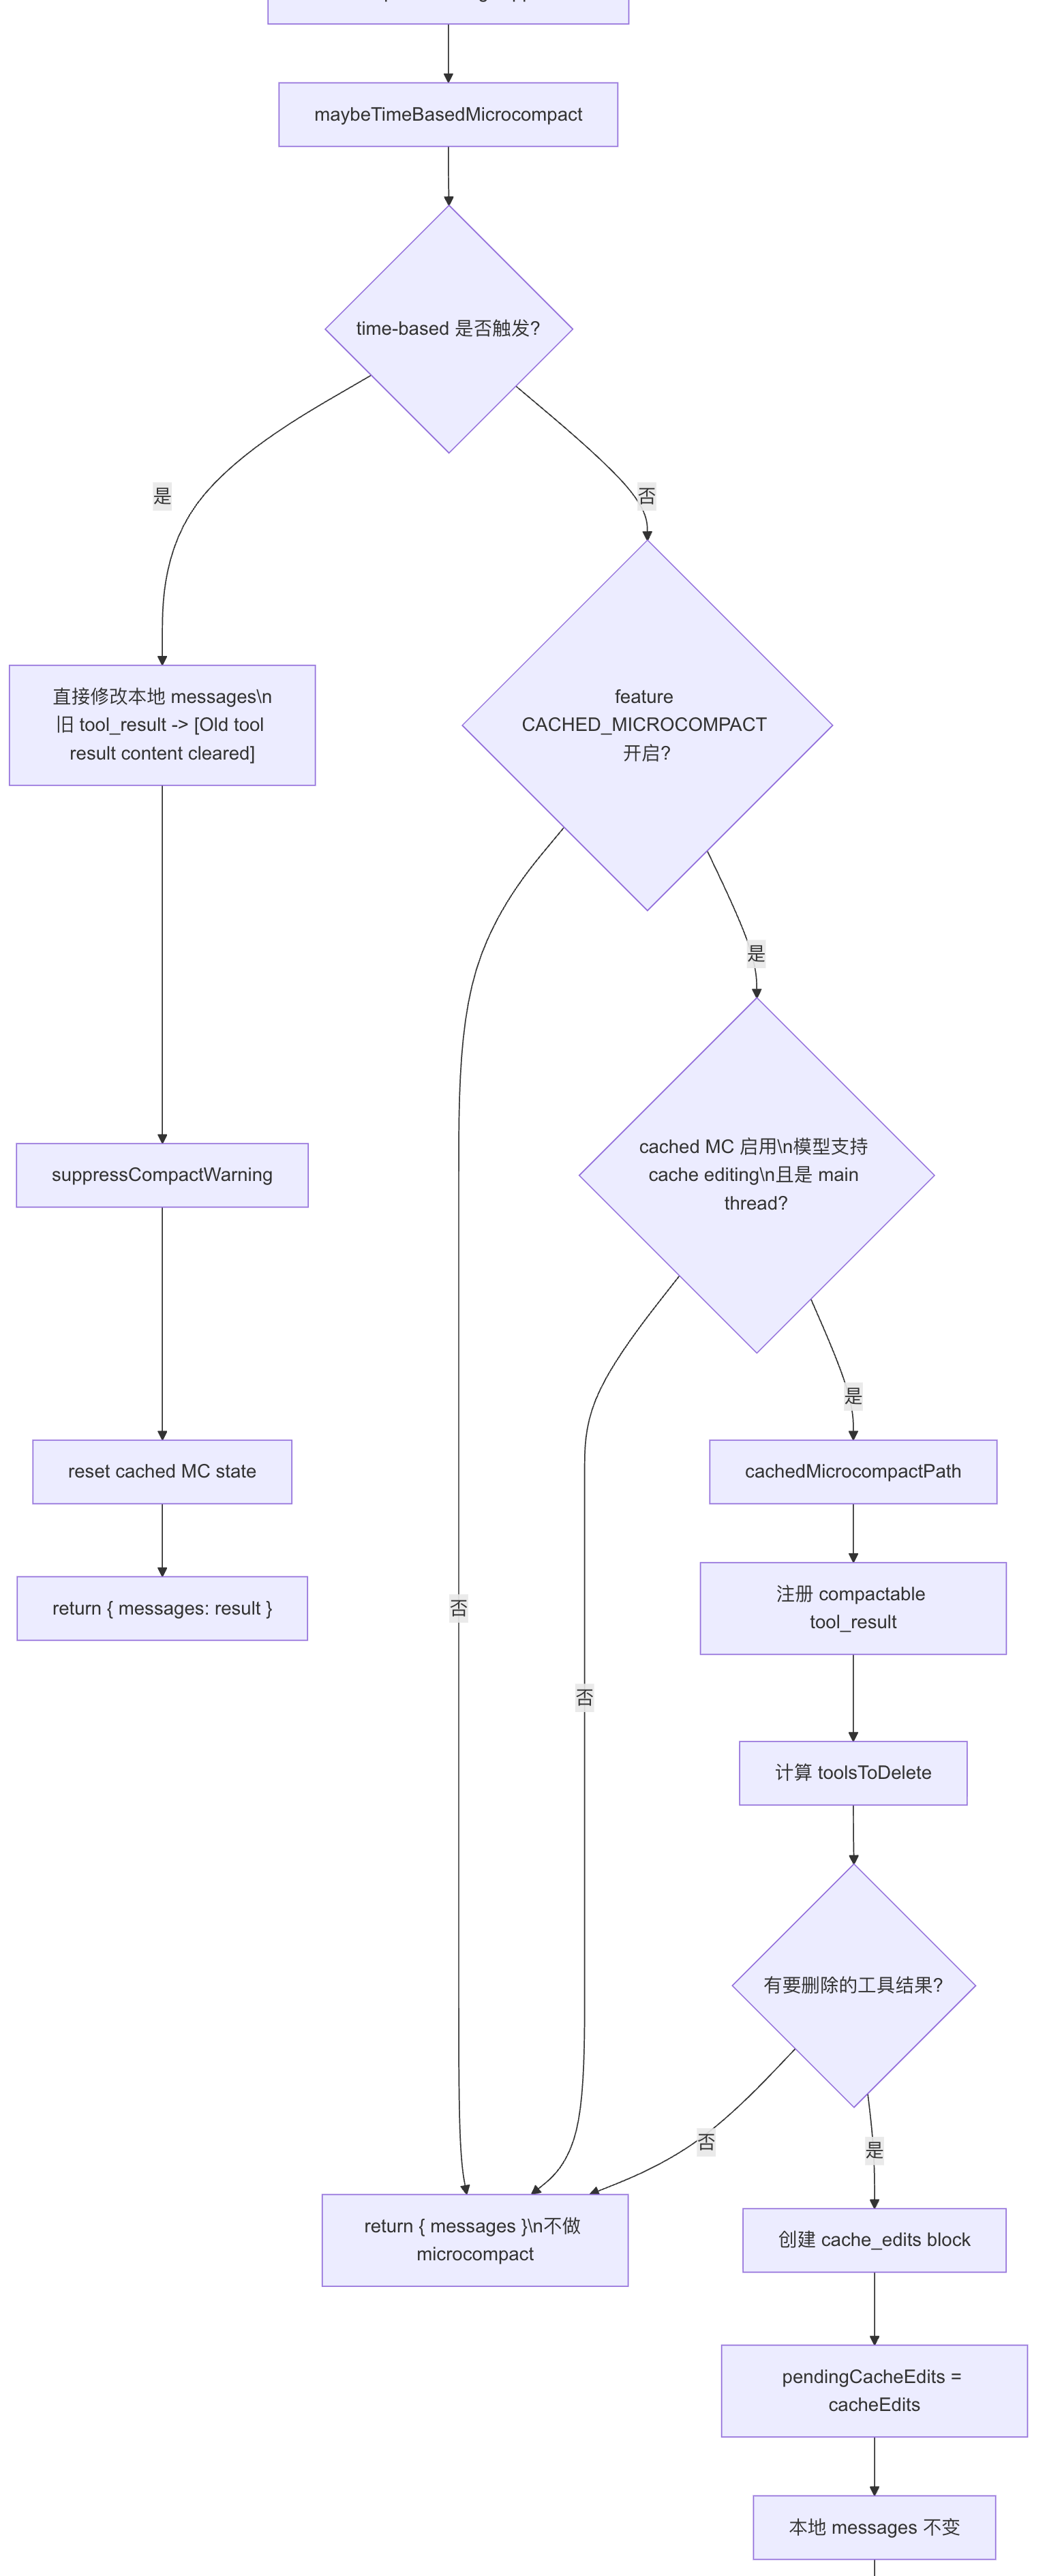 maybeTimeBasedMicrocompact
time-based 是否触发?
是
否
直接修改本地 messages\n
旧 tool_result -> [Old tool
result content cleared]
feature
CACHED_MICROCOMPACT
开启?
是
suppressCompactWarning
cached MC 启用\n模型支持
cache editing\n且是 main
thread?
是
reset cached MC state
cachedMicrocompactPath
return { messages: result }
否
注册 compactable
tool_result
否
计算 toolsToDelete
有要删除的工具结果?
否
是
return { messages }\n不做
microcompact
创建 cache_edits block
pendingCacheEdits =
cacheEdits
本地 messages 不变